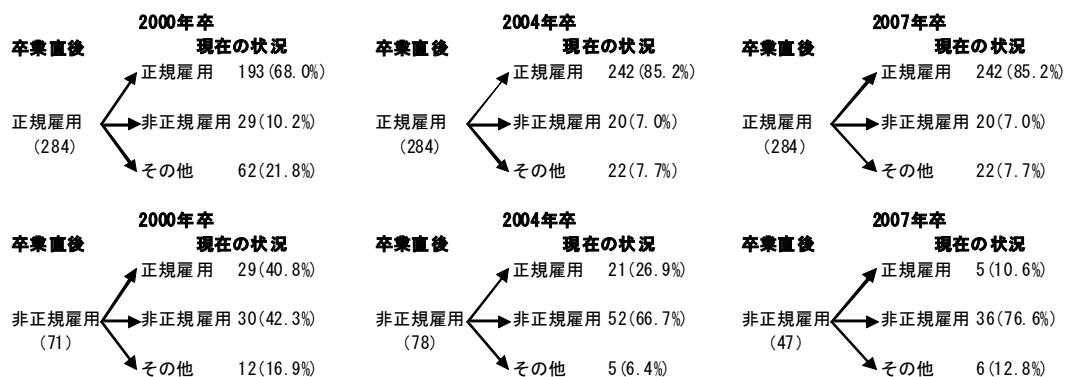 2000年卒
卒業直後 現在の状況
正規雇用 193(68.0%)
正規雇用 非正規雇用 29(10.2%)
(284)
その他 62(21.8%)
2004年卒
卒業直後 現在の状況
正規雇用 242(85.2%)
正規雇用 非正規雇用 20(7.0%)
(284)
その他 22(7.7%)
2007年卒
卒業直後 現在の状況
正規雇用 242(85.2%)
正規雇用 非正規雇用 20(7.0%)
(284)
その他 22(7.7%)
2000年卒
卒業直後 現在の状況
正規雇用 29(40.8%)
非正規雇用 非正規雇用 30(42.3%)
(71)
その他 12(16.9%)
2004年卒
卒業直後 現在の状況
正規雇用 21(26.9%)
非正規雇用 非正規雇用 52(66.7%)
(78)
その他 5(6.4%)
2007年卒
卒業直後 現在の状況
正規雇用 5(10.6%)
非正規雇用 非正規雇用 36(76.6%)
(47)
その他 6(12.8%)